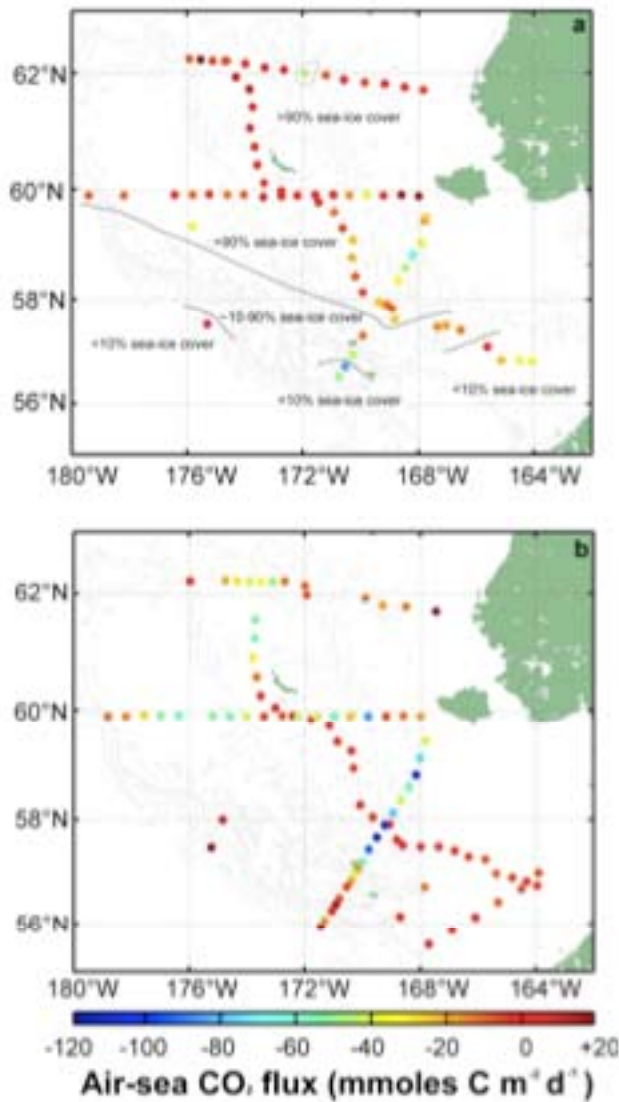 a
62°N
>90% sea-ice cover
60°N
<90% sea-ice cover
58°N
~10-90% sea-ice cover
<10% sea-ice cover
<10% sea-ice cover
<10% sea-ice cover
56°N
180°W 176°W 172°W 168°W 164°W
b
62°N
60°N
58°N
56°N
180°W 176°W 172°W 168°W 164°W
-120 -100 -80 -60 -40 -20 0 +20
Air-sea CO₂ flux (mmoles C m⁻² d⁻¹)